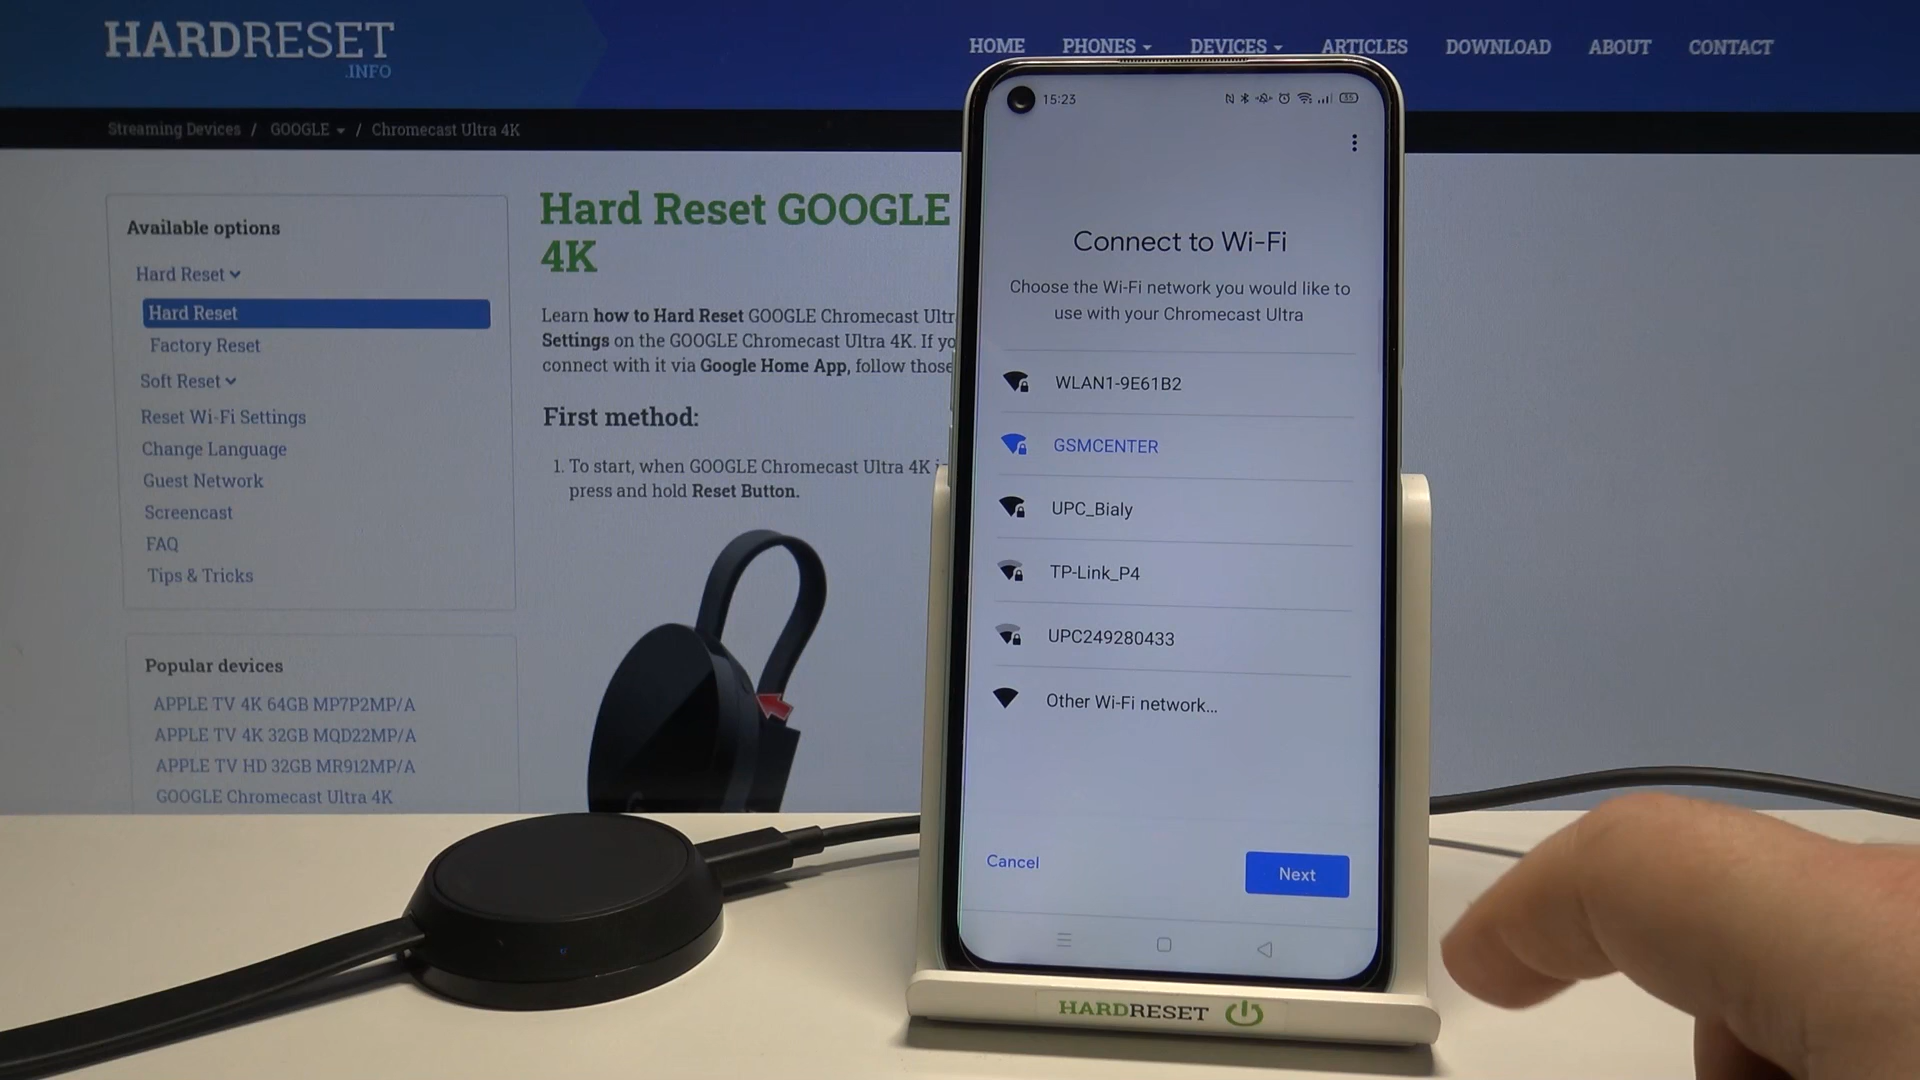 HARDRESET
.INFO
HOME PHONES DEVICES ARTICLES DOWNLOAD ABOUT CONTACT
Streaming Devices / GOOGLE / Chromecast Ultra 4K
Available options
Hard Reset
Hard Reset
Factory Reset
Soft Reset
Reset Wi-Fi Settings
Change Language
Guest Network
Screencast
FAQ
Tips & Tricks
Popular devices
APPLE TV 4K 64GB MP7P2MP/A
APPLE TV 4K 32GB MQD22MP/A
APPLE TV HD 32GB MR912MP/A
GOOGLE Chromecast Ultra 4K
Hard Reset GOOGLE
4K
Learn how to Hard Reset GOOGLE Chromecast Ultr
Settings on the GOOGLE Chromecast Ultra 4K. If yo
connect with it via Google Home App, follow those
First method:
1. To start, when GOOGLE Chromecast Ultra 4K i
press and hold Reset Button.
15:23
35
Connect to Wi-Fi
Choose the Wi-Fi network you would like to
use with your Chromecast Ultra
WLAN1-9E61B2
GSMCENTER
UPC_Bialy
TP-Link_P4
UPC249280433
Other Wi-Fi network...
Cancel Next
HARDRESET